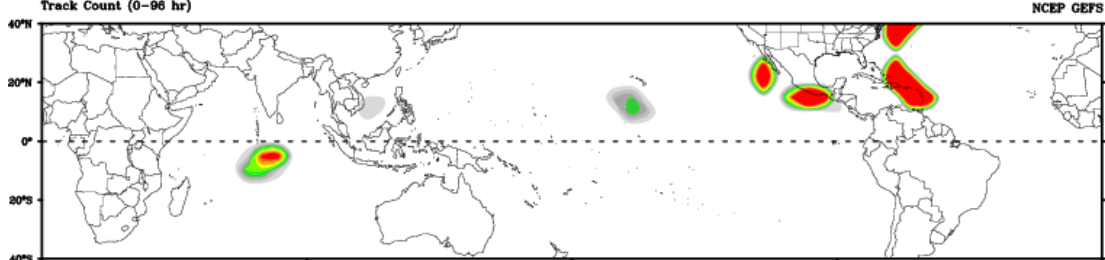 Track Count (0-96 hr)
NCEP GEFS
40°N
20°N
0°
20°S
40°S